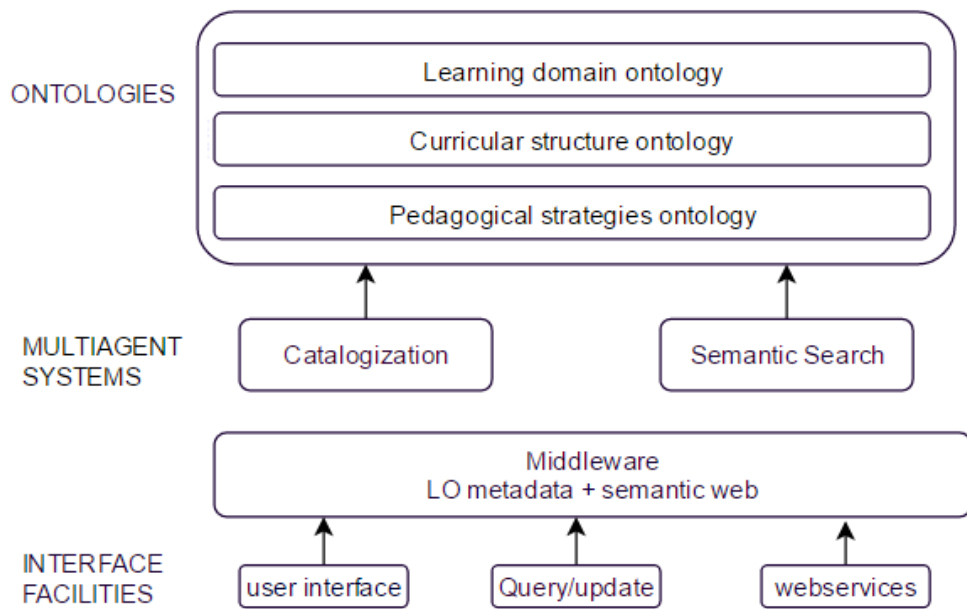 ONTOLOGIES
Learning domain ontology
Curricular structure ontology
Pedagogical strategies ontology
MULTIAGENT
SYSTEMS
Catalogization
Semantic Search
Middleware
LO metadata + semantic web
INTERFACE
FACILITIES
user interface
Query/update
webservices